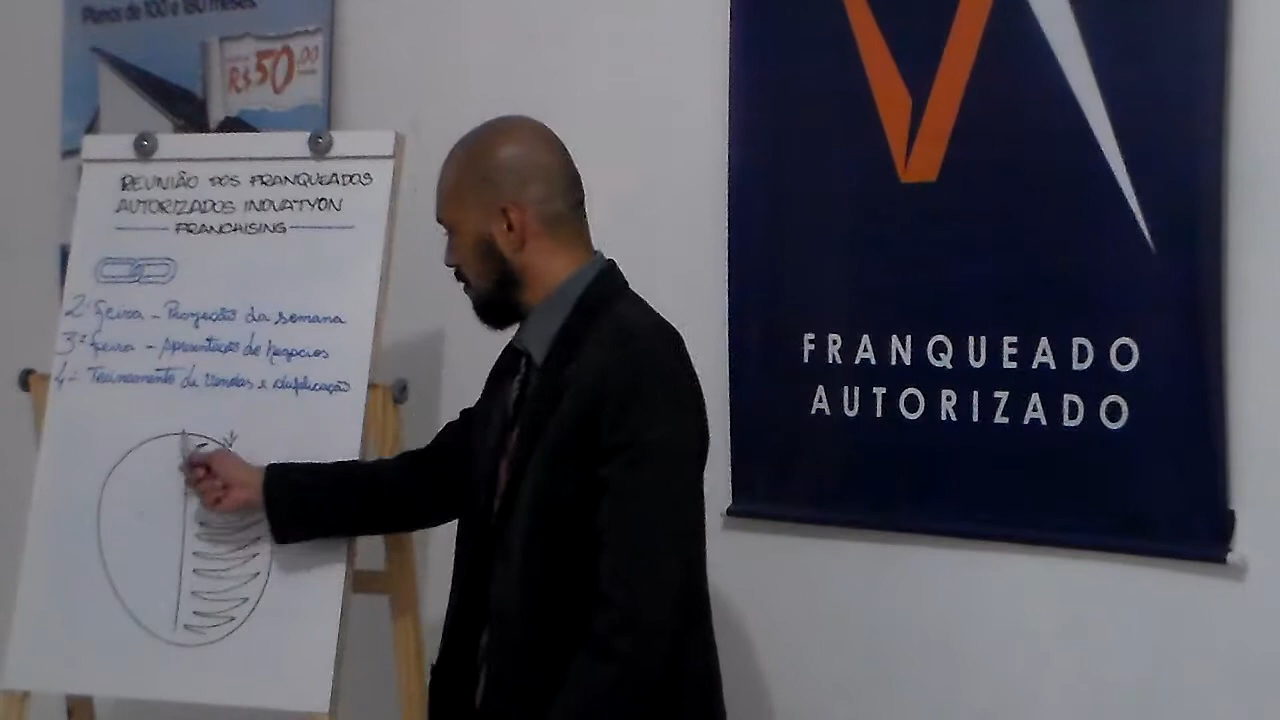 Planos de 100 e 180 meses.
R$50,00
REUNIÃO DOS FRANQUEADOS
AUTORIZADOS INOVATYON
FRANCHISING
2ª Feira - Projeção da semana
3ª Feira - Apresentação de Negócios
4ª - Treinamento de Vendas e duplicação
FRANQUEADO
AUTORIZADO